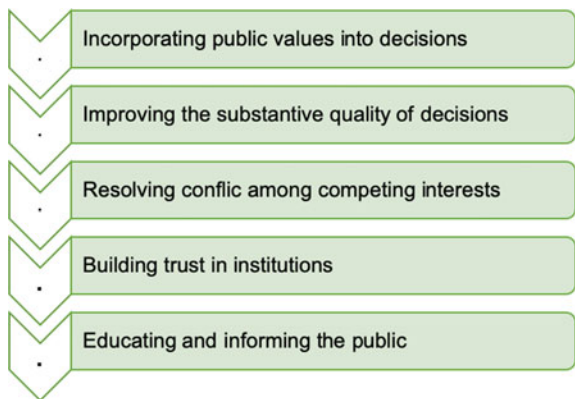 Incorporating public values into decisions
Improving the substantive quality of decisions
Resolving conflic among competing interests
Building trust in institutions
Educating and informing the public